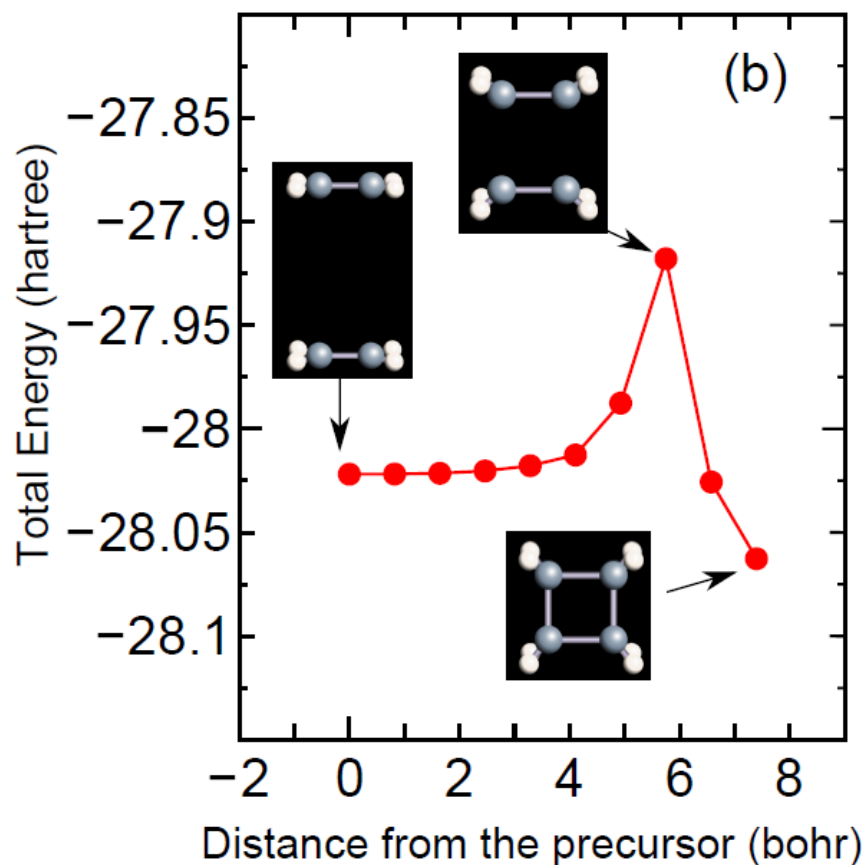 (b)
Total Energy (hartree)
−27.85
−27.9
−27.95
−28
−28.05
−28.1
−2 0 2 4 6 8
Distance from the precursor (bohr)